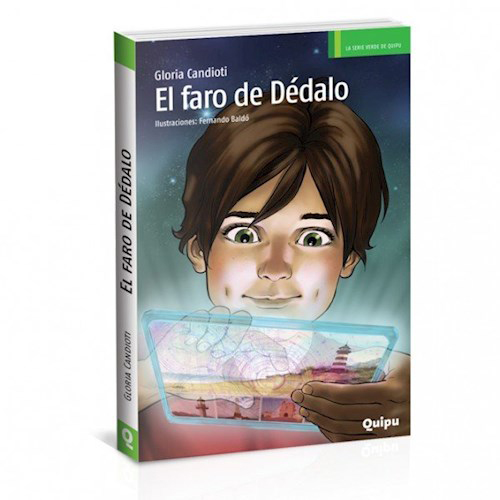 LA SERIE VERDE DE QUIPU
Gloria Candioti
El faro de Dédalo
Ilustraciones: Fernando Baldó
Quipu
EL FARO DE DÉDALO
GLORIA CANDIOTI